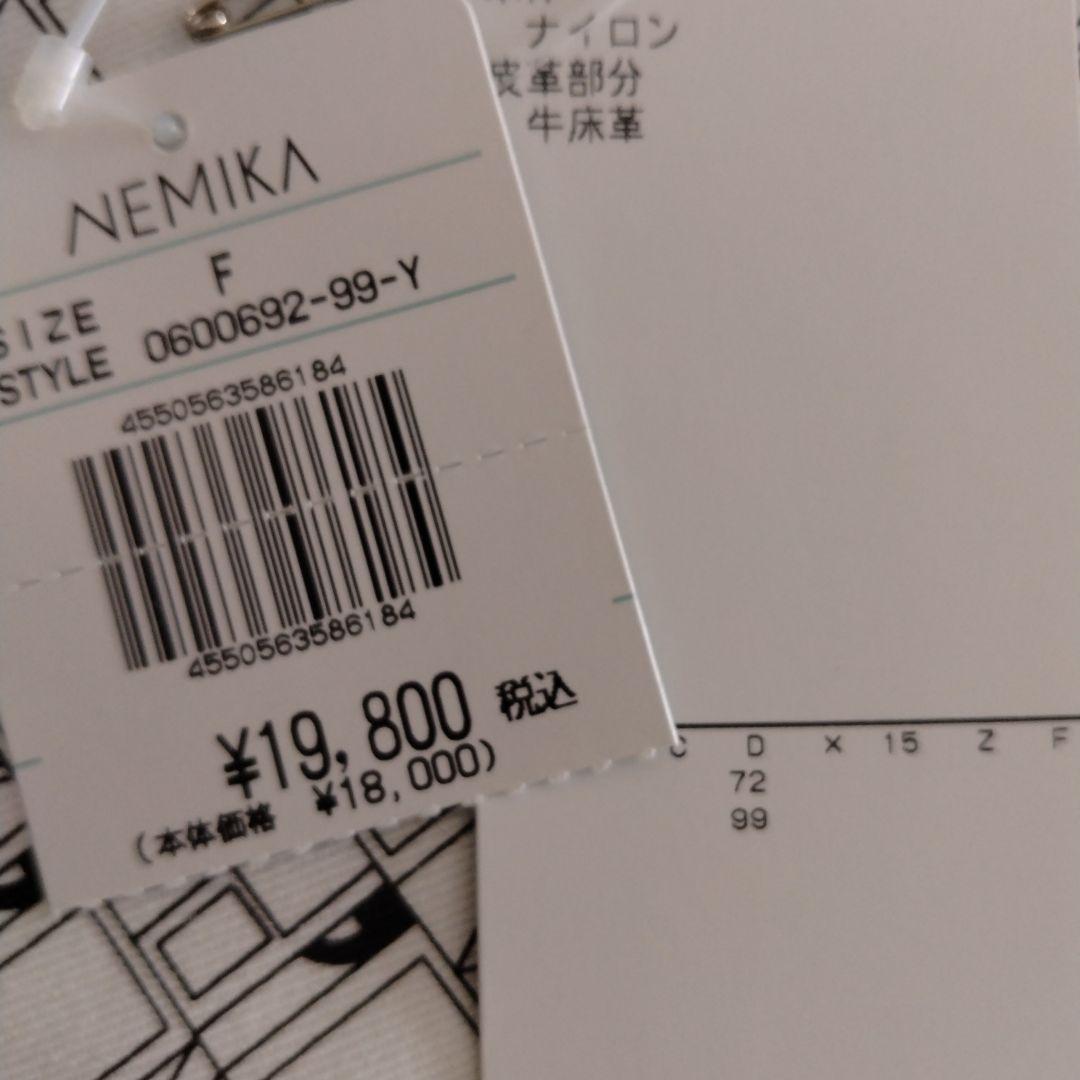 NEMIKA
SIZE F
STYLE 0600692-99-Y
4550563586184
4550563586184
¥19,800 税込
(本体価格 ¥18,000)
ナイロン
皮革部分
牛床革
C D X 15 Z F
72
99